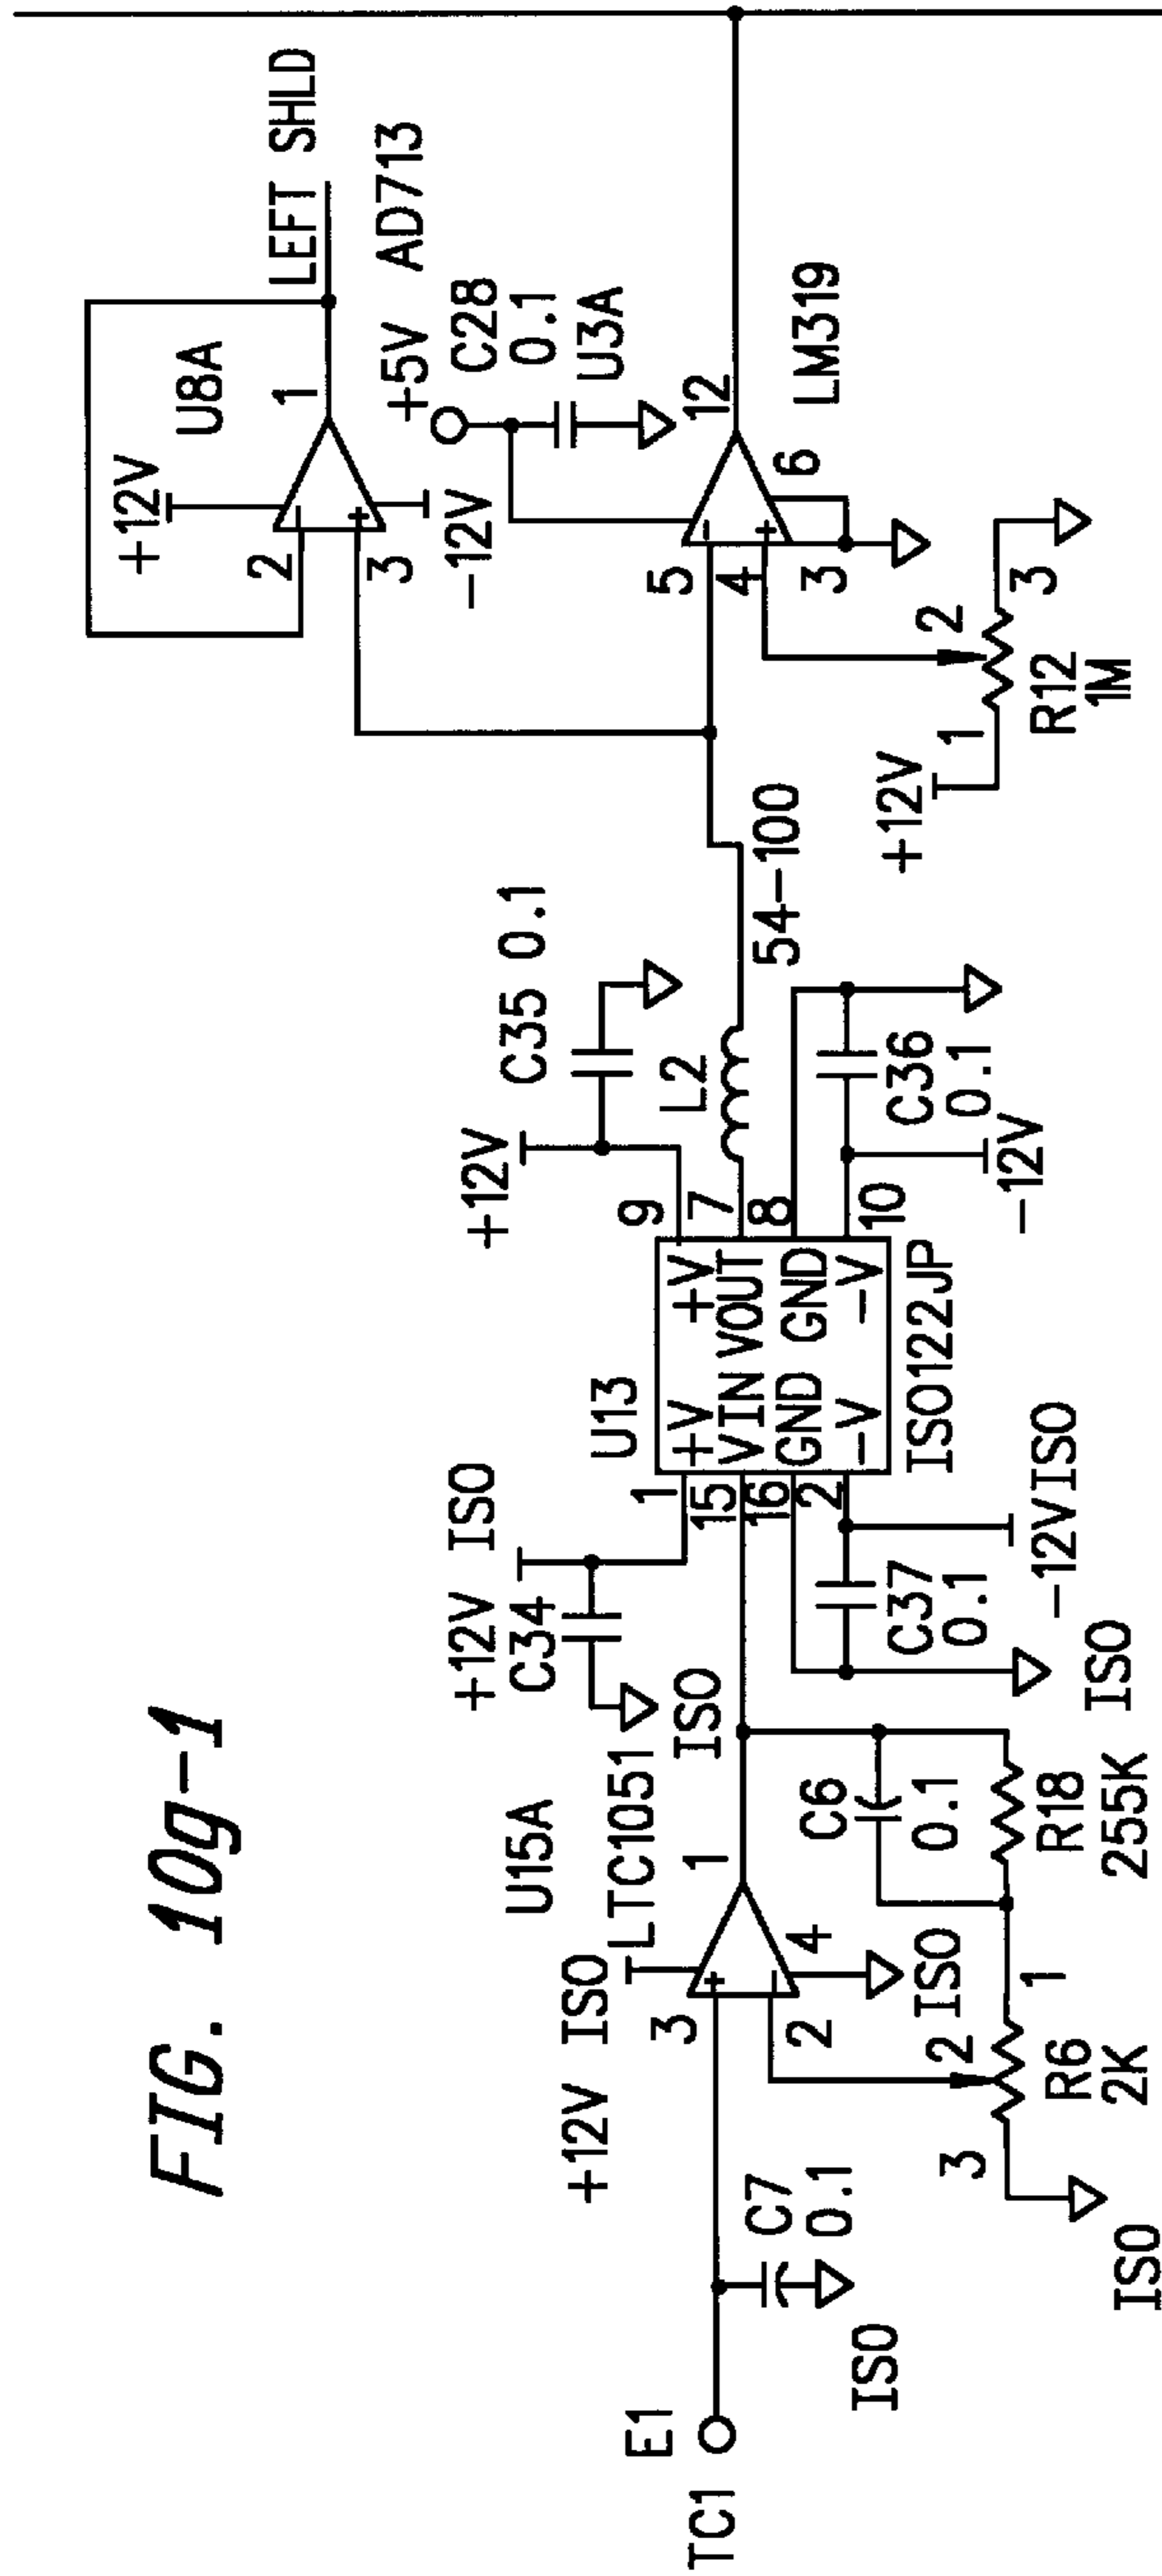 FIG. 10g-1
TC1
E1
C7
0.1
ISO
+12V ISO
U15A
LTC1051
3
2
1
4
ISO
3
2
1
R6
2K
ISO
C6
0.1
R18
255K
+12V ISO
C34
ISO
U13
1
15
16
2
+V
VIN
GND
-V
+V
VOUT
GND
-V
9
7
8
10
ISO122JP
C37
0.1
-12VISO
ISO
+12V
C35 0.1
L2
54-100
C36
0.1
-12V
+12V
U8A
2
3
1
-12V
LEFT SHLD
AD713
+5V
C28
0.1
U3A
5
4
3
12
6
LM319
+12V
1
2
3
R12
1M